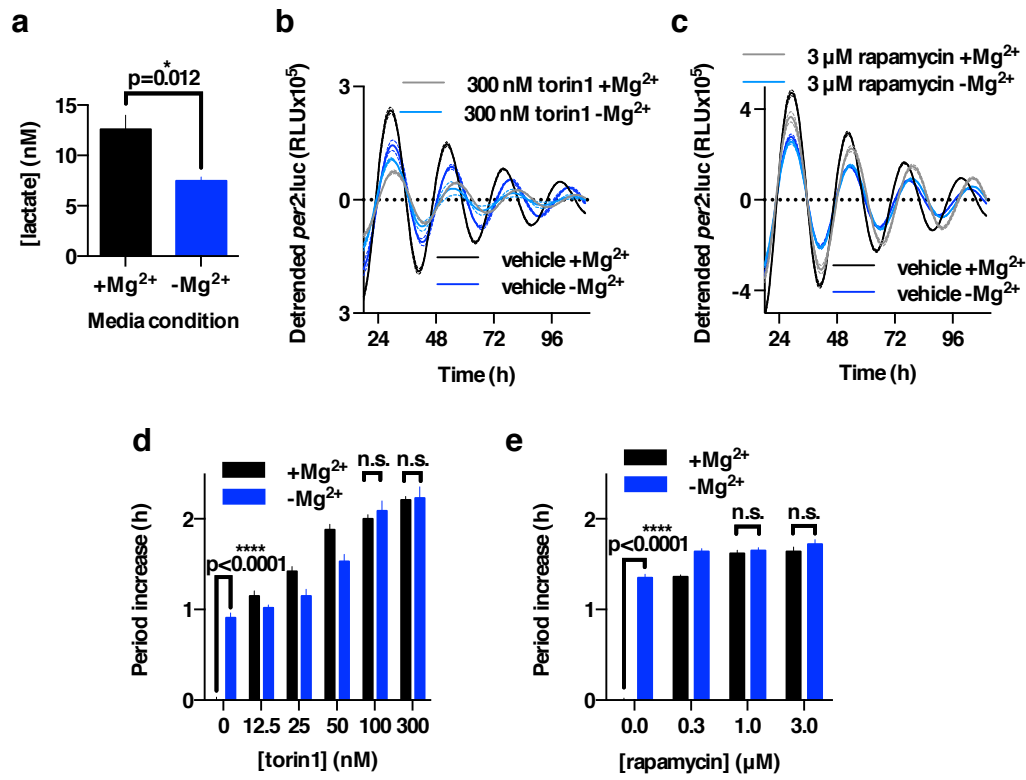 a
*
p=0.012
15
10
5
0
[lactate] (nM)
+Mg²⁺
-Mg²⁺
Media condition
b
300 nM torin1 +Mg²⁺
300 nM torin1 -Mg²⁺
3
0
3
Detrended per2:luc (RLUx10⁵)
vehicle +Mg²⁺
vehicle -Mg²⁺
24
48
72
96
Time (h)
c
3 µM rapamycin +Mg²⁺
3 µM rapamycin -Mg²⁺
4
0
-4
Detrended per2:luc (RLUx10⁵)
vehicle +Mg²⁺
vehicle -Mg²⁺
24
48
72
96
Time (h)
d
+Mg²⁺
-Mg²⁺
n.s.
n.s.
****
p<0.0001
2
1
0
Period increase (h)
0
12.5
25
50
100
300
[torin1] (nM)
e
+Mg²⁺
-Mg²⁺
n.s.
n.s.
****
p<0.0001
2
1
0
Period increase (h)
0.0
0.3
1.0
3.0
[rapamycin] (µM)